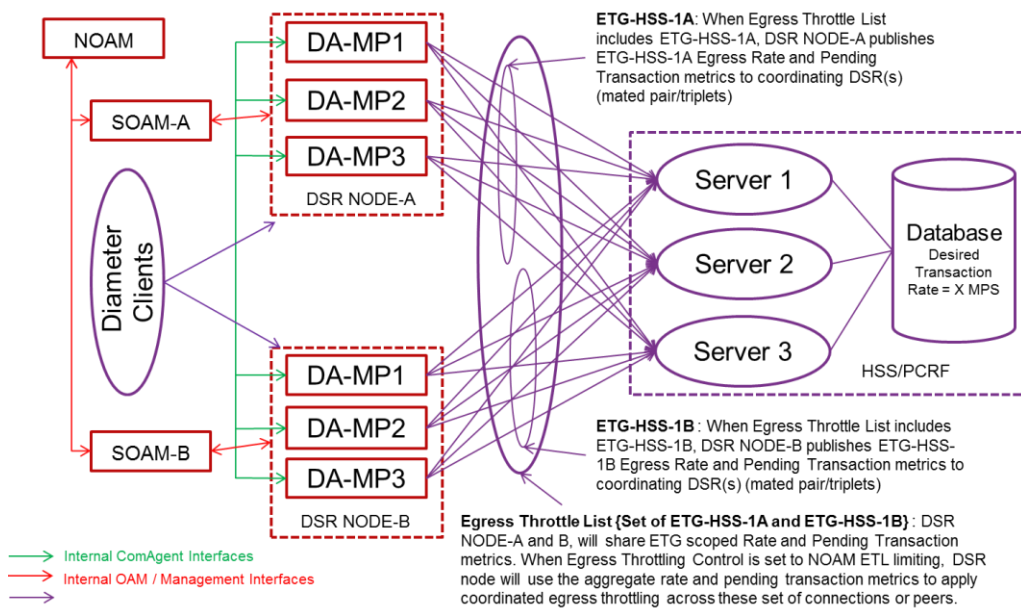 NOAM
SOAM-A
SOAM-B
Diameter
Clients
DA-MP1
DA-MP2
DA-MP3
DSR NODE-A
DA-MP1
DA-MP2
DA-MP3
DSR NODE-B
ETG-HSS-1A: When Egress Throttle List
includes ETG-HSS-1A, DSR NODE-A publishes
ETG-HSS-1A Egress Rate and Pending
Transaction metrics to coordinating DSR(s)
(mated pair/triplets)
Server 1
Server 2
Server 3
Database
Desired
Transaction
Rate = X MPS
HSS/PCRF
ETG-HSS-1B : When Egress Throttle List includes
ETG-HSS-1B, DSR NODE-B publishes ETG-HSS-
1B Egress Rate and Pending Transaction metrics to
coordinating DSR(s) (mated pair/triplets)
Egress Throttle List {Set of ETG-HSS-1A and ETG-HSS-1B} : DSR
NODE-A and B, will share ETG scoped Rate and Pending Transaction
metrics. When Egress Throttling Control is set to NOAM ETL limiting, DSR
node will use the aggregate rate and pending transaction metrics to apply
coordinated egress throttling across these set of connections or peers.
Internal ComAgent Interfaces
Internal OAM / Management Interfaces